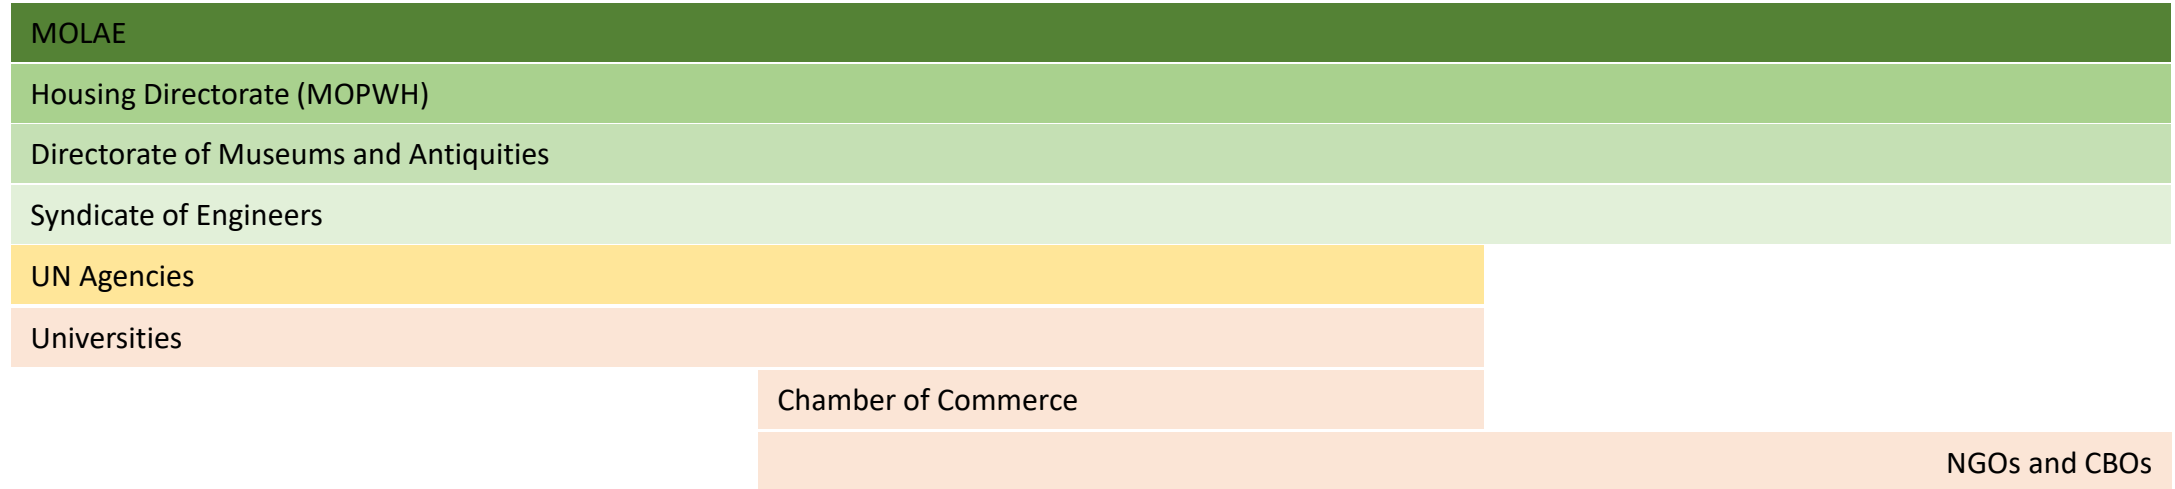 MOLAE
Housing Directorate (MOPWH)
Directorate of Museums and Antiquities
Syndicate of Engineers
UN Agencies
Universities
Chamber of Commerce
NGOs and CBOs